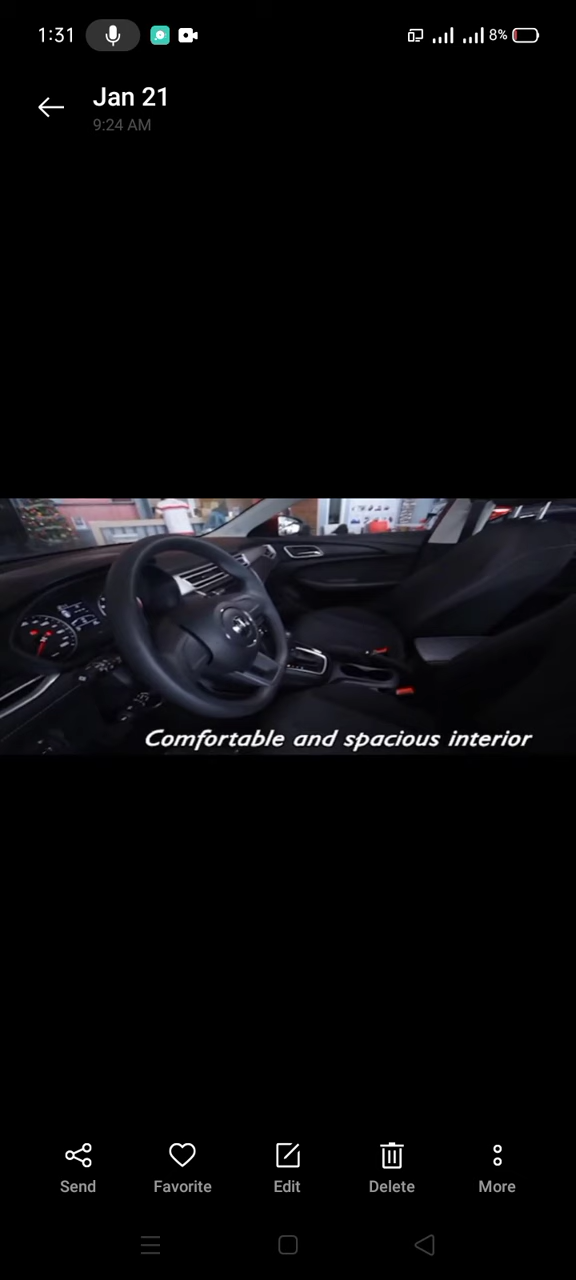 1:31
8%
Jan 21
9:24 AM
Comfortable and spacious interior
Send
Favorite
Edit
Delete
More